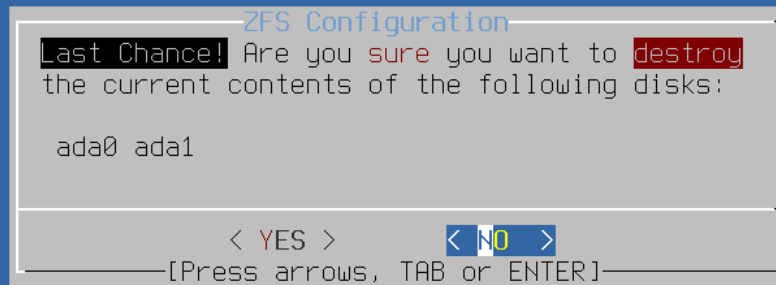 ZFS Configuration
Last Chance! Are you sure you want to destroy
the current contents of the following disks:
ada0 ada1
< YES > < NO >
[Press arrows, TAB or ENTER]